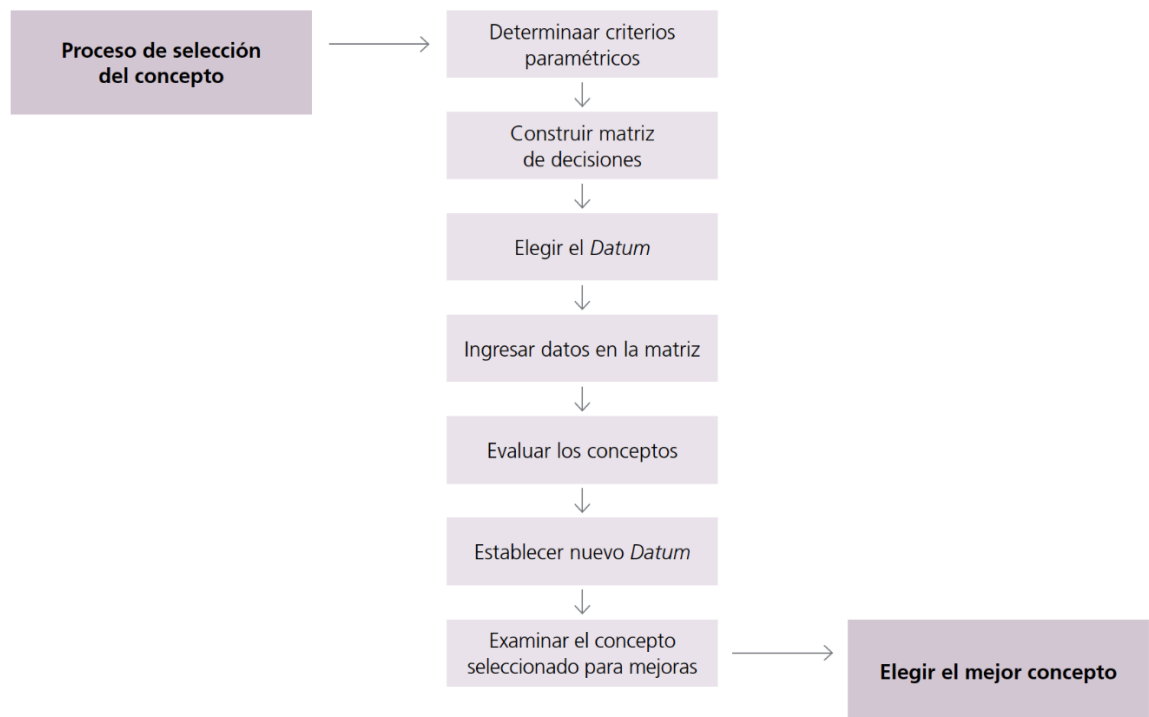 Proceso de selección
del concepto
Determinaar criterios
paramétricos
Construir matriz
de decisiones
Elegir el Datum
Ingresar datos en la matriz
Evaluar los conceptos
Establecer nuevo Datum
Examinar el concepto
seleccionado para mejoras
Elegir el mejor concepto